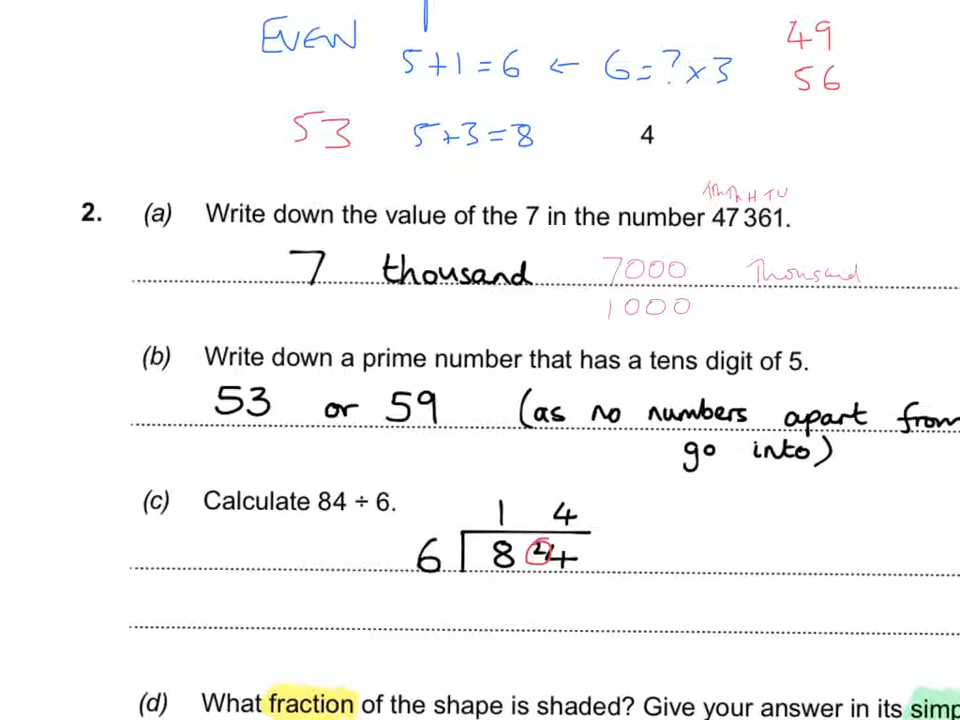 EVEN
5+1=6 ← 6=?×3 49
56
53 5+3=8 4
TTh Th H T U
2. (a) Write down the value of the 7 in the number 47 361.
7 thousand 7000 Thousand
1000
(b) Write down a prime number that has a tens digit of 5.
53 or 59 (as no numbers apart from
go into)
(c) Calculate 84 ÷ 6.
1 4
6 8 24
(d) What fraction of the shape is shaded? Give your answer in its simp